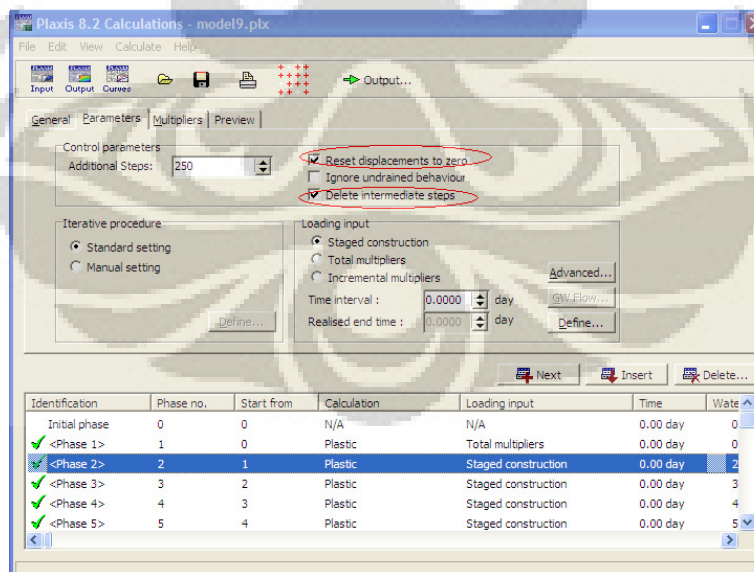 Plaxis 8.2 Calculations - model9.plx
File Edit View Calculate Help
Input Output Curves Output...
General Parameters Multipliers Preview
Control parameters
Additional Steps: 250
Reset displacements to zero
Ignore undrained behaviour
Delete intermediate steps
Iterative procedure
Standard setting
Manual setting
Define...
Loading input
Staged construction
Total multipliers
Incremental multipliers
Advanced...
Time interval : 0.0000 day GW Flow...
Realised end time : 0.0000 day Define...
Next Insert Delete...
Identification Phase no. Start from Calculation Loading input Time Wate
Initial phase 0 0 N/A N/A 0.00 day 0
<Phase 1> 1 0 Plastic Total multipliers 0.00 day 0
<Phase 2> 2 1 Plastic Staged construction 0.00 day 2
<Phase 3> 3 2 Plastic Staged construction 0.00 day 3
<Phase 4> 4 3 Plastic Staged construction 0.00 day 4
<Phase 5> 5 4 Plastic Staged construction 0.00 day 5